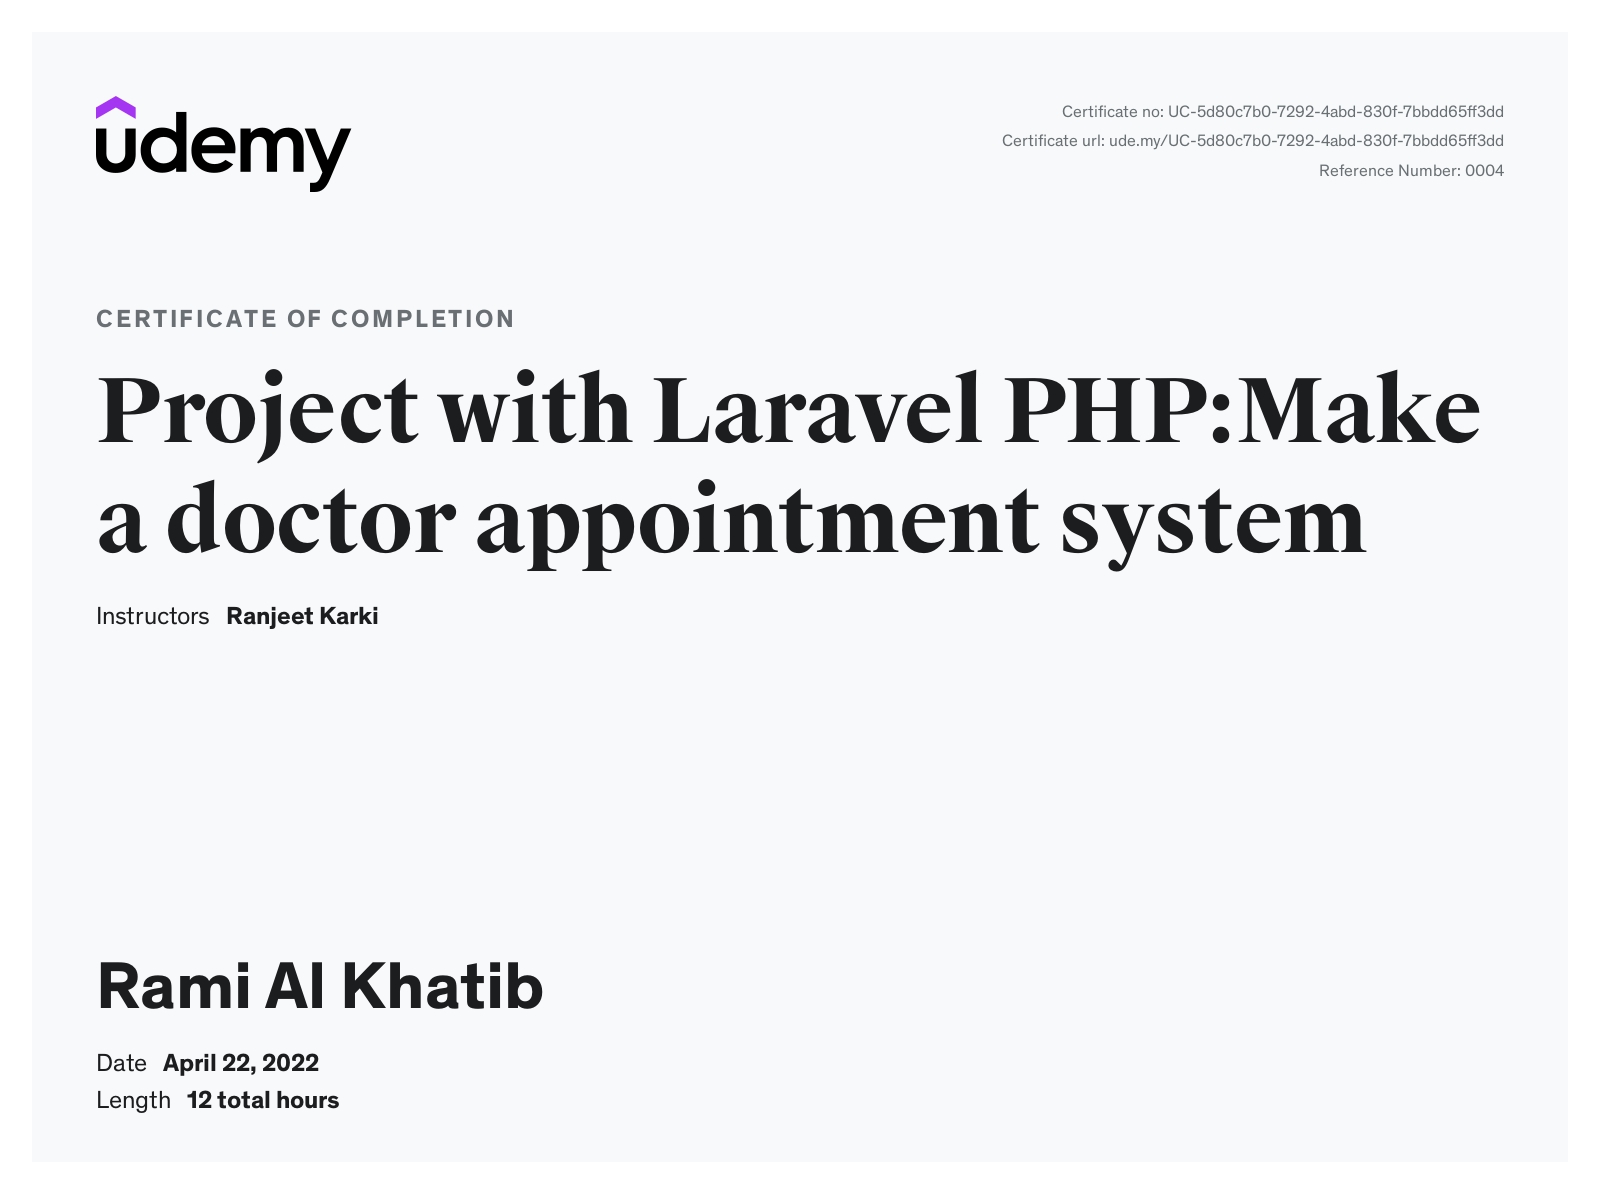 udemy
Certificate no: UC-5d80c7b0-7292-4abd-830f-7bbdd65ff3dd
Certificate url: ude.my/UC-5d80c7b0-7292-4abd-830f-7bbdd65ff3dd
Reference Number: 0004
CERTIFICATE OF COMPLETION
Project with Laravel PHP:Make
a doctor appointment system
Instructors Ranjeet Karki
Rami Al Khatib
Date April 22, 2022
Length 12 total hours